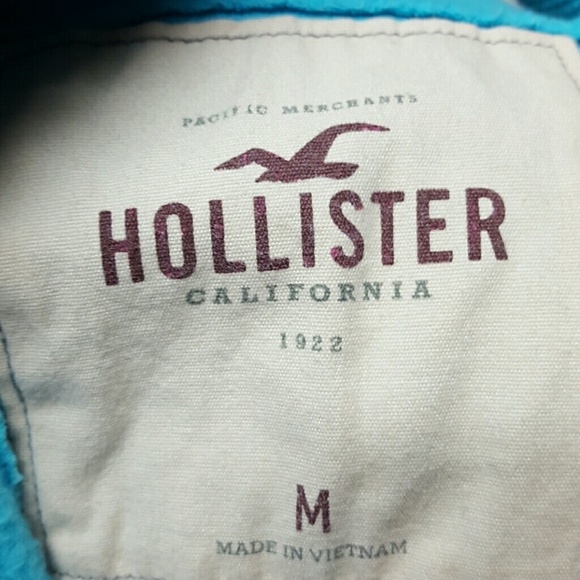 PACIFIC MERCHANTS
HOLLISTER
CALIFORNIA
1922
M
MADE IN VIETNAM